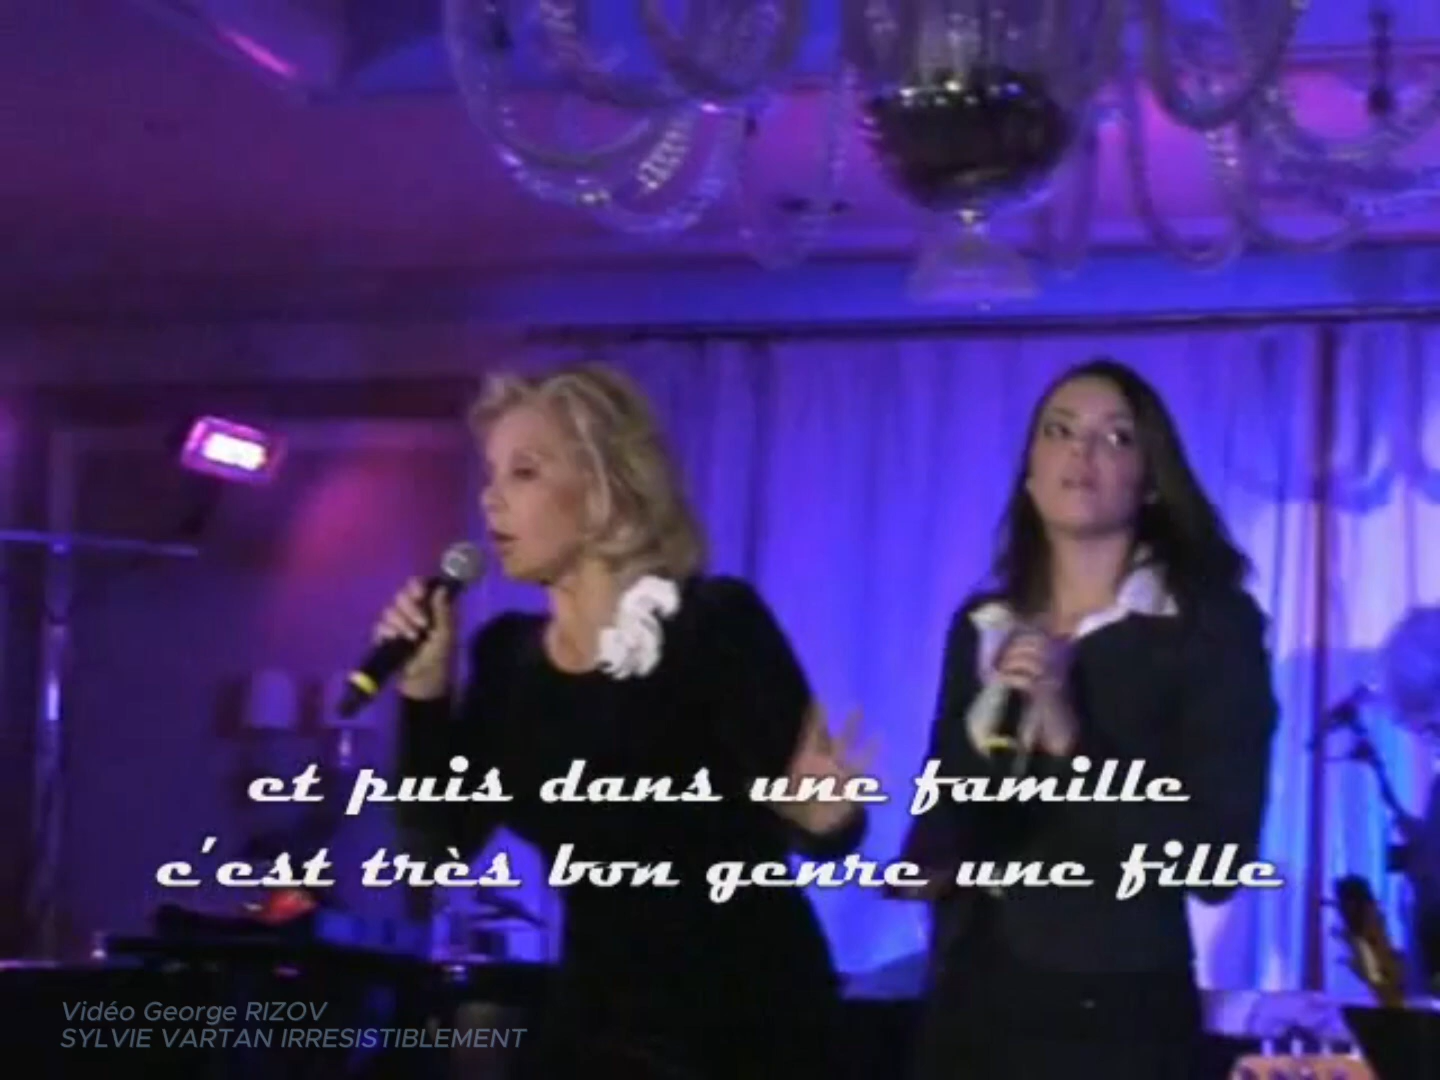 et puis dans une famille
c'est très bon genre une fille
Vidéo George RIZOV
SYLVIE VARTAN IRRESISTIBLEMENT